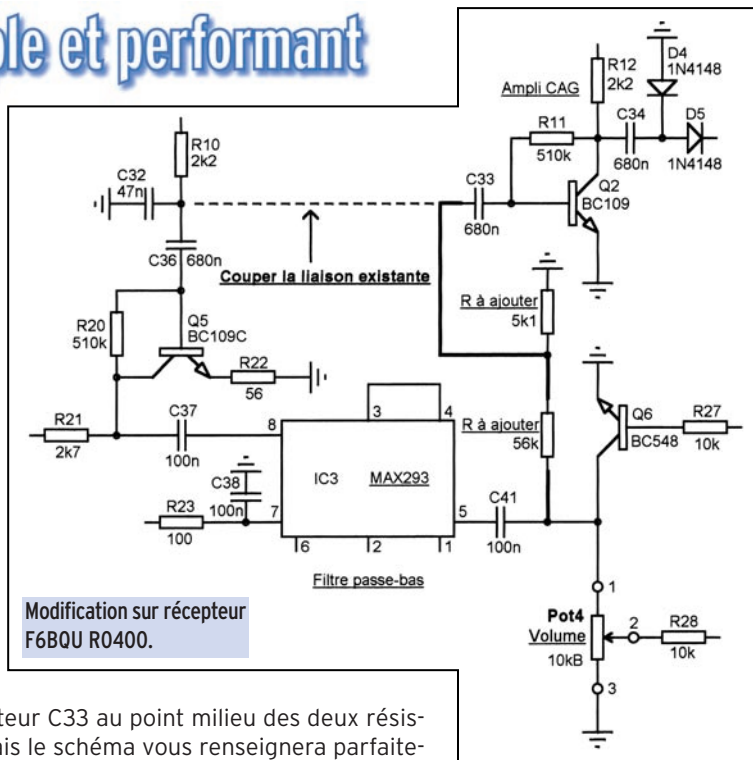 ple et performant
R12
2k2
D4
1N4148
Ampli CAG
R11
510k
C34
680n
D5
1N4148
R10
2k2
C32
47n
C33
680n
Q2
BC109
C36 680n
Couper la liaison existante
R à ajouter
5k1
R20
510k
Q5
BC109C
R22
56
R21
2k7
C37
100n
8
3
4
R à ajouter
56k
Q6
BC548
R27
10k
C38
100n
IC3
MAX293
R23
100
7
5
C41
100n
6
2
1
Filtre passe-bas
1
Pot4
Volume
10kB
2
R28
10k
3
Modification sur récepteur
F6BQU RO400.
teur C33 au point milieu des deux résis-
ais le schéma vous renseignera parfaite-